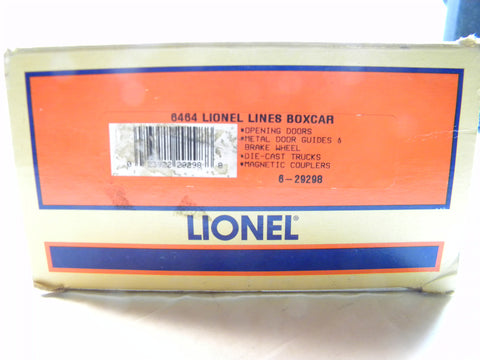 6464 LIONEL LINES BOXCAR
*OPENING DOORS
*METAL DOOR GUIDES &
BRAKE WHEEL
*DIE-CAST TRUCKS
*MAGNETIC COUPLERS
6-29298
LIONEL®